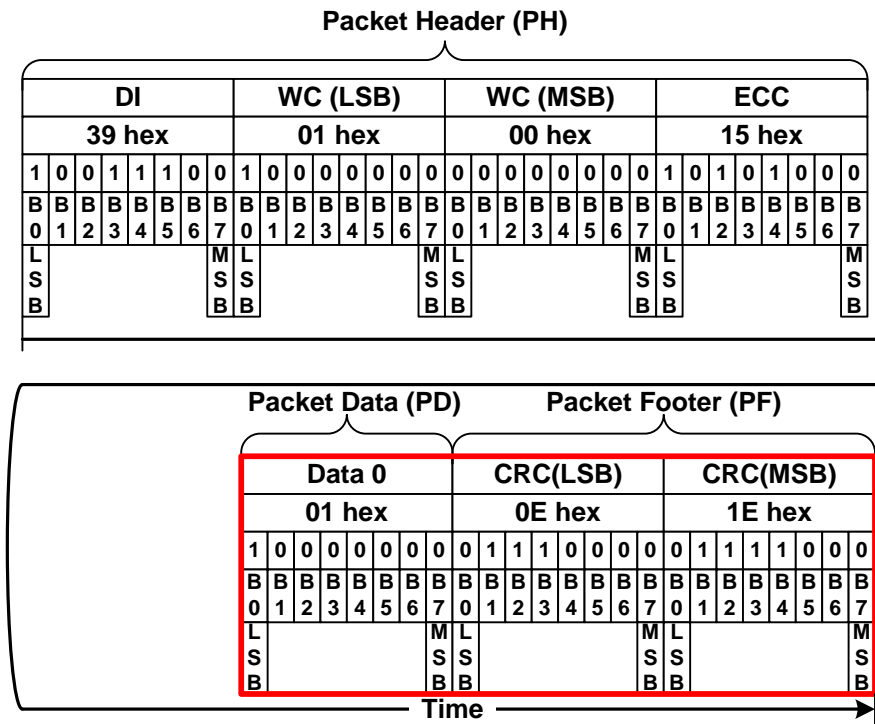 Packet Header (PH)
DI WC (LSB) WC (MSB) ECC
39 hex 01 hex 00 hex 15 hex
1 0 0 1 1 1 0 0 1 0 0 0 0 0 0 0 0 0 0 0 0 0 0 0 1 0 1 0 1 0 0 0
B B B B B B B B B B B B B B B B B B B B B B B B B B B B B B B B
0 1 2 3 4 5 6 7 0 1 2 3 4 5 6 7 0 1 2 3 4 5 6 7 0 1 2 3 4 5 6 7
L M L M L M L M
S S S S S S S S
B B B B B B B B
Packet Data (PD) Packet Footer (PF)
Data 0 CRC(LSB) CRC(MSB)
01 hex 0E hex 1E hex
1 0 0 0 0 0 0 0 0 1 1 1 0 0 0 0 0 1 1 1 1 0 0 0
B B B B B B B B B B B B B B B B B B B B B B B B
0 1 2 3 4 5 6 7 0 1 2 3 4 5 6 7 0 1 2 3 4 5 6 7
L M L M L M
S S S S S S
B B B B B B
Time